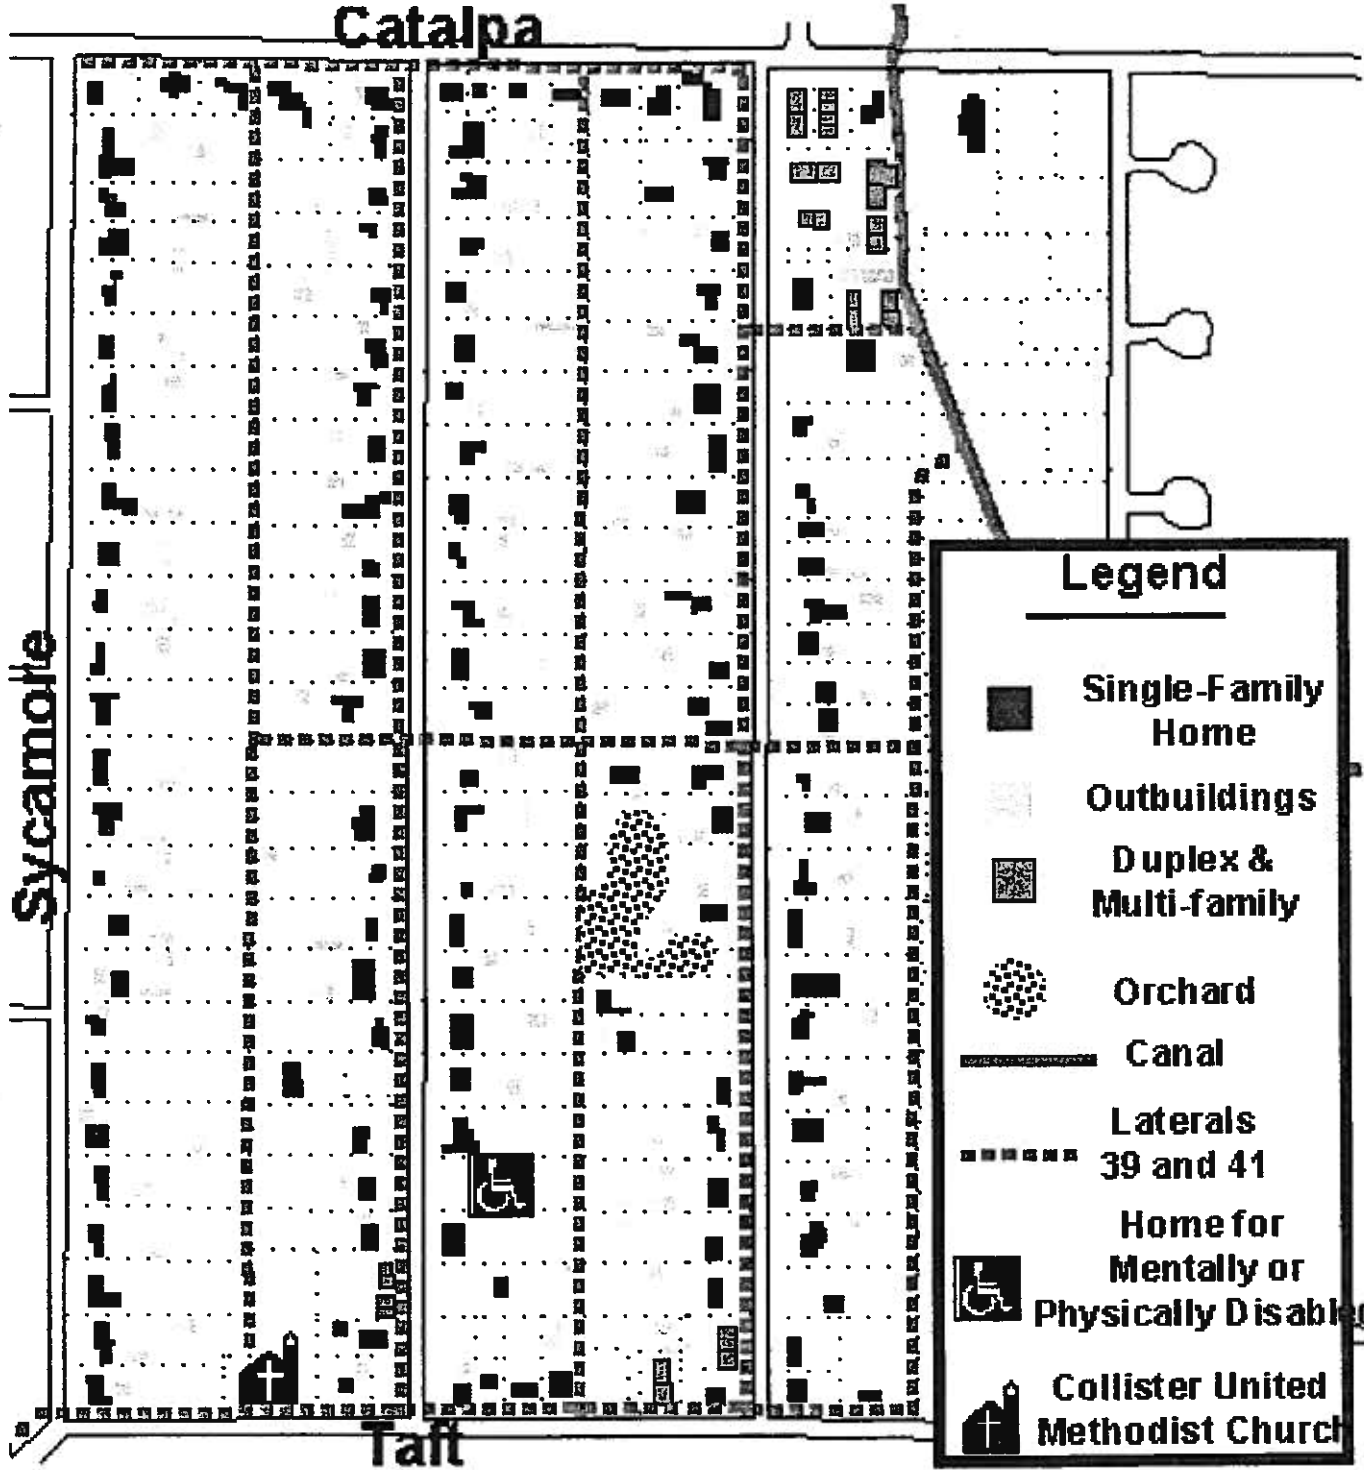 Catalpa
Sycamore
Taft
Legend
Single-Family
Home
Outbuildings
Duplex &
Multi-family
Orchard
Canal
Laterals
39 and 41
Home for
Mentally or
Physically Disabled
Collister United
Methodist Church